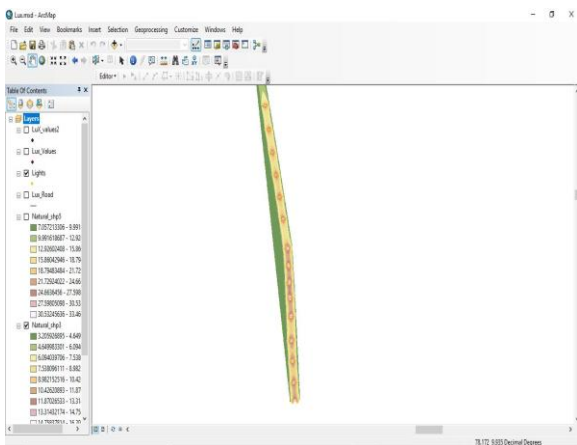 Lux.mxd - ArcMap
File Edit View Bookmarks Insert Selection Geoprocessing Customize Windows Help
Editor
Table Of Contents
Layers
LuX_values2
Lux_Values
Lights
Lux_Road
Natural_shp5
7.057213306 - 9.991
9.991618687 - 12.92
12.92602408 - 15.86
15.86042946 - 18.79
18.79483484 - 21.72
21.72924022 - 24.66
24.6636456 - 27.598
27.59805098 - 30.53
30.53245636 - 33.46
Natural_shp3
3.205926895 - 4.649
4.649983301 - 6.094
6.094039706 - 7.538
7.538096111 - 8.982
8.982152516 - 10.42
10.42620893 - 11.87
11.87026533 - 13.31
13.31432174 - 14.75
78.172 9.935 Decimal Degrees